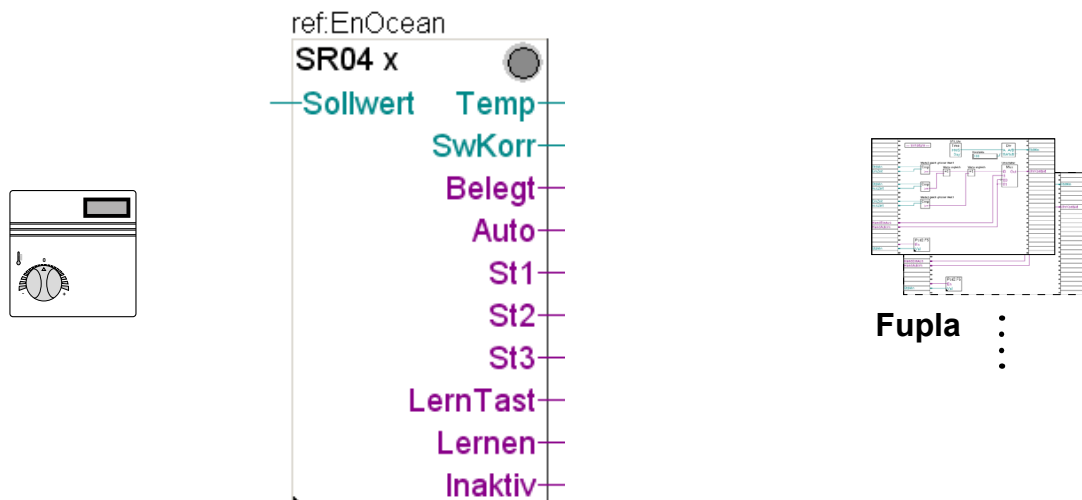 ref:EnOcean
SR04 x
Sollwert Temp
SwKorr
Belegt
Auto
St1
St2
St3
LernTast
Lernen
Inaktiv
Fupla